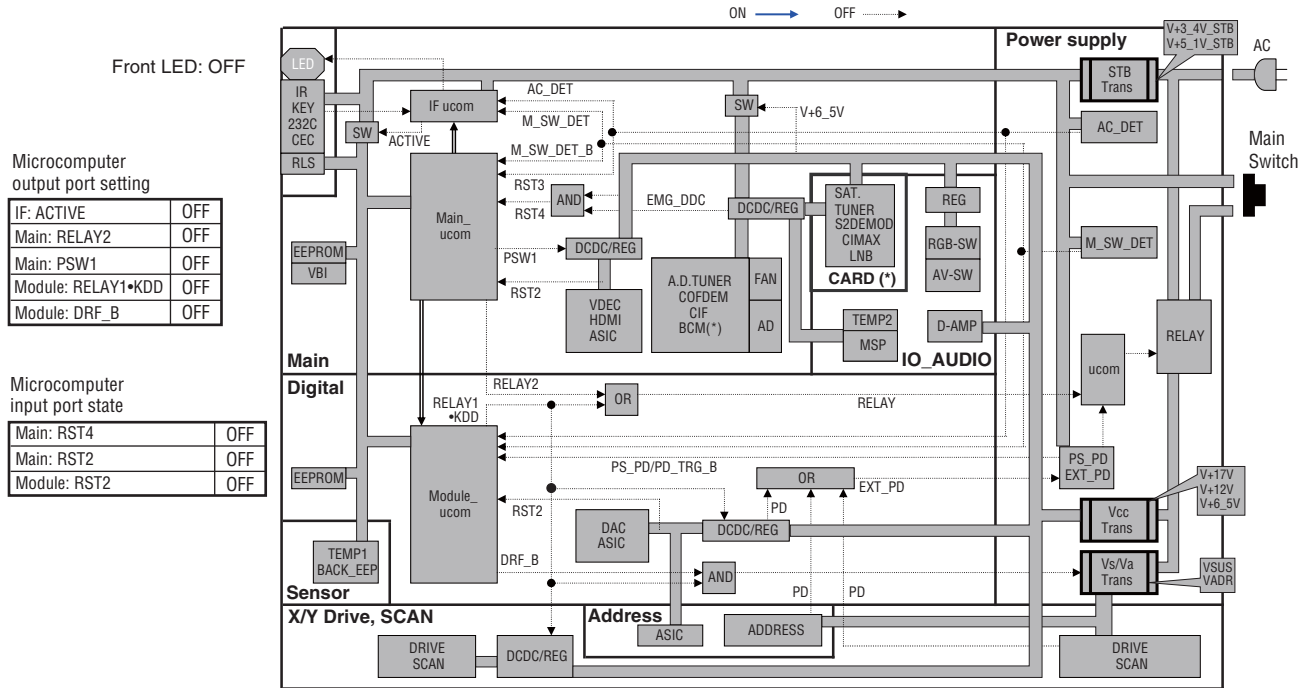 ON OFF
Front LED: OFF
Microcomputer
output port setting
IF: ACTIVE OFF
Main: RELAY2 OFF
Main: PSW1 OFF
Module: RELAY1•KDD OFF
Module: DRF_B OFF
Microcomputer
input port state
Main: RST4 OFF
Main: RST2 OFF
Module: RST2 OFF
LED
IR
KEY
232C
CEC
RLS
SW
ACTIVE
IF ucom
AC_DET
M_SW_DET
M_SW_DET_B
RST3
RST4
AND
EMG_DDC
Main_
ucom
PSW1
RST2
DCDC/REG
VDEC
HDMI
ASIC
EEPROM
VBI
Main
SW
V+6_5V
DCDC/REG
A.D.TUNER
COFDEM
CIF
BCM(*)
FAN
AD
SAT.
TUNER
S2DEMOD
CIMAX
LNB
CARD (*)
REG
RGB-SW
AV-SW
TEMP2
MSP
D-AMP
IO_AUDIO
Power supply
V+3_4V_STB
V+5_1V_STB
AC
STB
Trans
AC_DET
Main
Switch
M_SW_DET
RELAY
ucom
PS_PD
EXT_PD
V+17V
V+12V
V+6_5V
Vcc
Trans
Vs/Va
Trans
VSUS
VADR
Digital
RELAY2
RELAY1
•KDD
OR
RELAY
EEPROM
Module_
ucom
PS_PD/PD_TRG_B
RST2
OR
EXT_PD
PD
DAC
ASIC
DCDC/REG
DRF_B
AND
PD
PD
TEMP1
BACK_EEP
Sensor
X/Y Drive, SCAN
DRIVE
SCAN
DCDC/REG
Address
ASIC
ADDRESS
DRIVE
SCAN